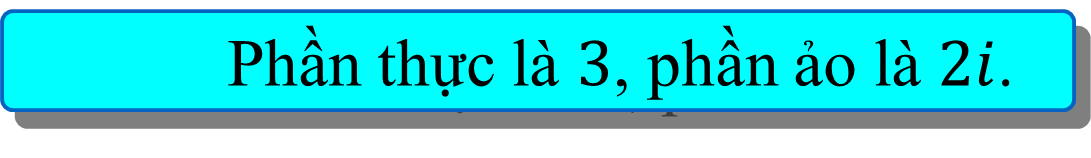 Phần thực là 3, phần ảo là 2i.